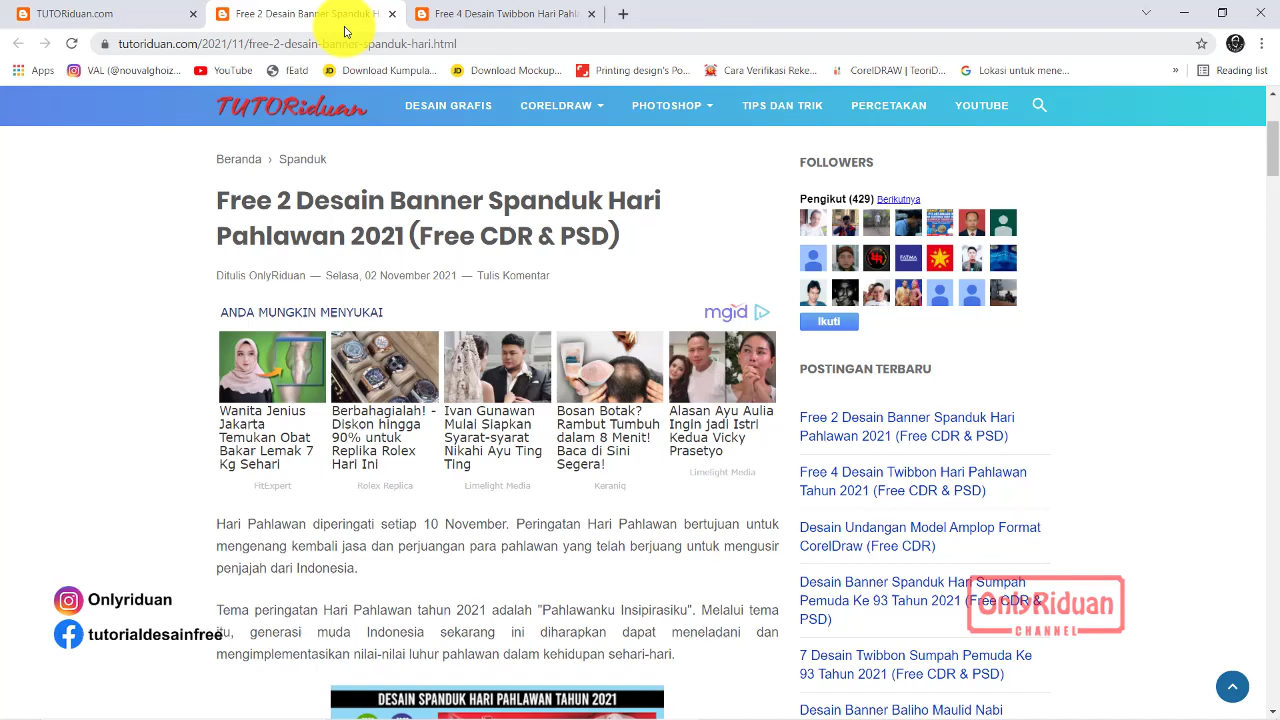 TUTORiduan
Free 2 Desain Banner Spanduk H
Free 4 Desain Twibbon Hari Pahl
tutoriduan.com/2021/11/free-2-desain-banner-spanduk-hari.html
Apps
VAL (@nouvalghoiz...
YouTube
fEatd
Download Kumpula...
Download Mockup...
Printing design's Po...
Cara Verifikasi Reke...
CorelDRAW | TeoriD...
Lokasi untuk mene...
»
Reading list
TUTORiduan
DESAIN GRAFIS
CORELDRAW
PHOTOSHOP
TIPS DAN TRIK
PERCETAKAN
YOUTUBE
Beranda › Spanduk
Free 2 Desain Banner Spanduk Hari
Pahlawan 2021 (Free CDR & PSD)
Ditulis OnlyRiduan — Selasa, 02 November 2021 — Tulis Komentar
ANDA MUNGKIN MENYUKAI
mgid
Wanita Jenius
Jakarta
Temukan Obat
Bakar Lemak 7
Kg Sehari
FitExpert
Berbahagialah! -
Diskon hingga
90% untuk
Replika Rolex
Hari Ini
Rolex Replica
Ivan Gunawan
Mulai Siapkan
Syarat-syarat
Nikahi Ayu Ting
Ting
Limelight Media
Bosan Botak?
Rambut Tumbuh
dalam 8 Menit!
Baca di Sini
Segera!
Keraniq
Alasan Ayu Aulia
Ingin jadi Istri
Kedua Vicky
Prasetyo
Limelight Media
Hari Pahlawan diperingati setiap 10 November. Peringatan Hari Pahlawan bertujuan untuk
mengenang kembali jasa dan perjuangan para pahlawan yang telah berjuang untuk mengusir
penjajah dari Indonesia.
Tema peringatan Hari Pahlawan tahun 2021 adalah "Pahlawanku Insipirasiku". Melalui tema
itu, generasi muda Indonesia sekarang ini diharapkan dapat meneladani dan
mengimplementasikan nilai-nilai luhur pahlawan dalam kehidupan sehari-hari.
DESAIN SPANDUK HARI PAHLAWAN TAHUN 2021
FOLLOWERS
Pengikut (429) Berikutnya
FATMA
Ikuti
POSTINGAN TERBARU
Free 2 Desain Banner Spanduk Hari
Pahlawan 2021 (Free CDR & PSD)
Free 4 Desain Twibbon Hari Pahlawan
Tahun 2021 (Free CDR & PSD)
Desain Undangan Model Amplop Format
CorelDraw (Free CDR)
Desain Banner Spanduk Hari Sumpah
Pemuda Ke 93 Tahun 2021 (Free CDR &
PSD)
7 Desain Twibbon Sumpah Pemuda Ke
93 Tahun 2021 (Free CDR & PSD)
Desain Banner Baliho Maulid Nabi
Onlyriduan
tutorialdesainfree
OnlyRiduan
CHANNEL